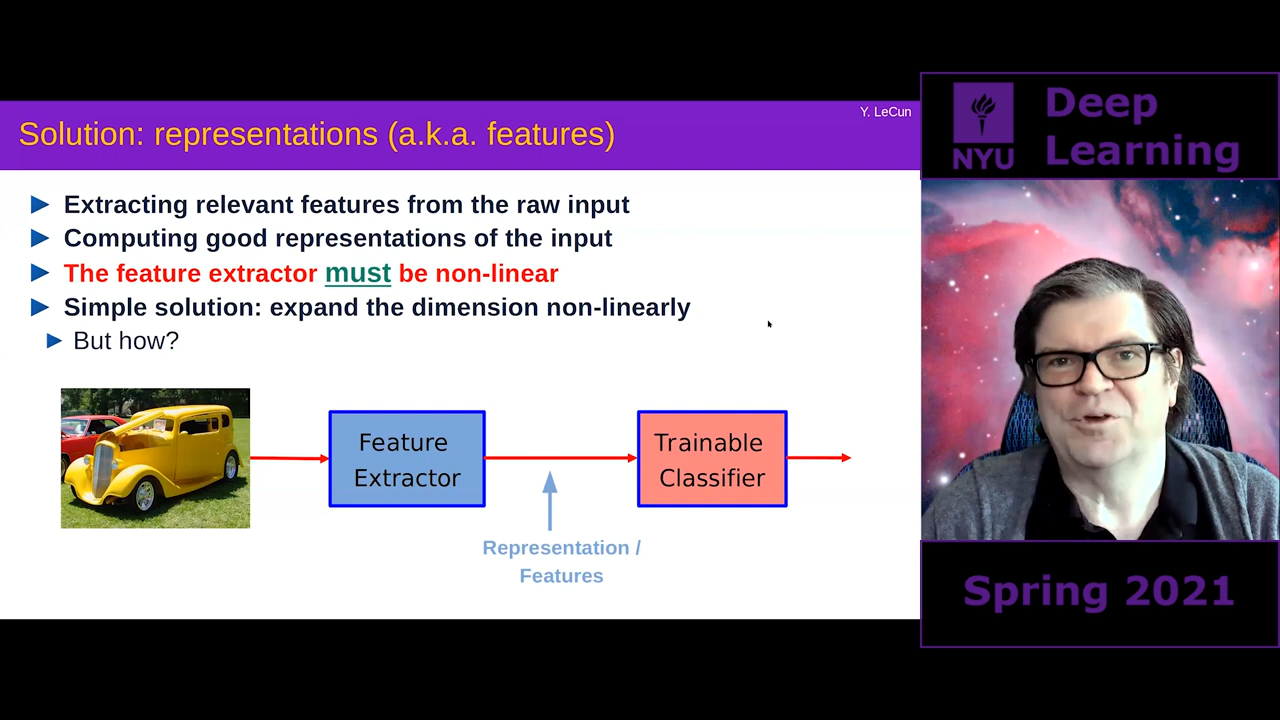 Y. LeCun
Solution: representations (a.k.a. features)
Extracting relevant features from the raw input
Computing good representations of the input
The feature extractor must be non-linear
Simple solution: expand the dimension non-linearly
But how?
Feature
Extractor
Trainable
Classifier
Representation /
Features
NYU
Deep
Learning
Spring 2021